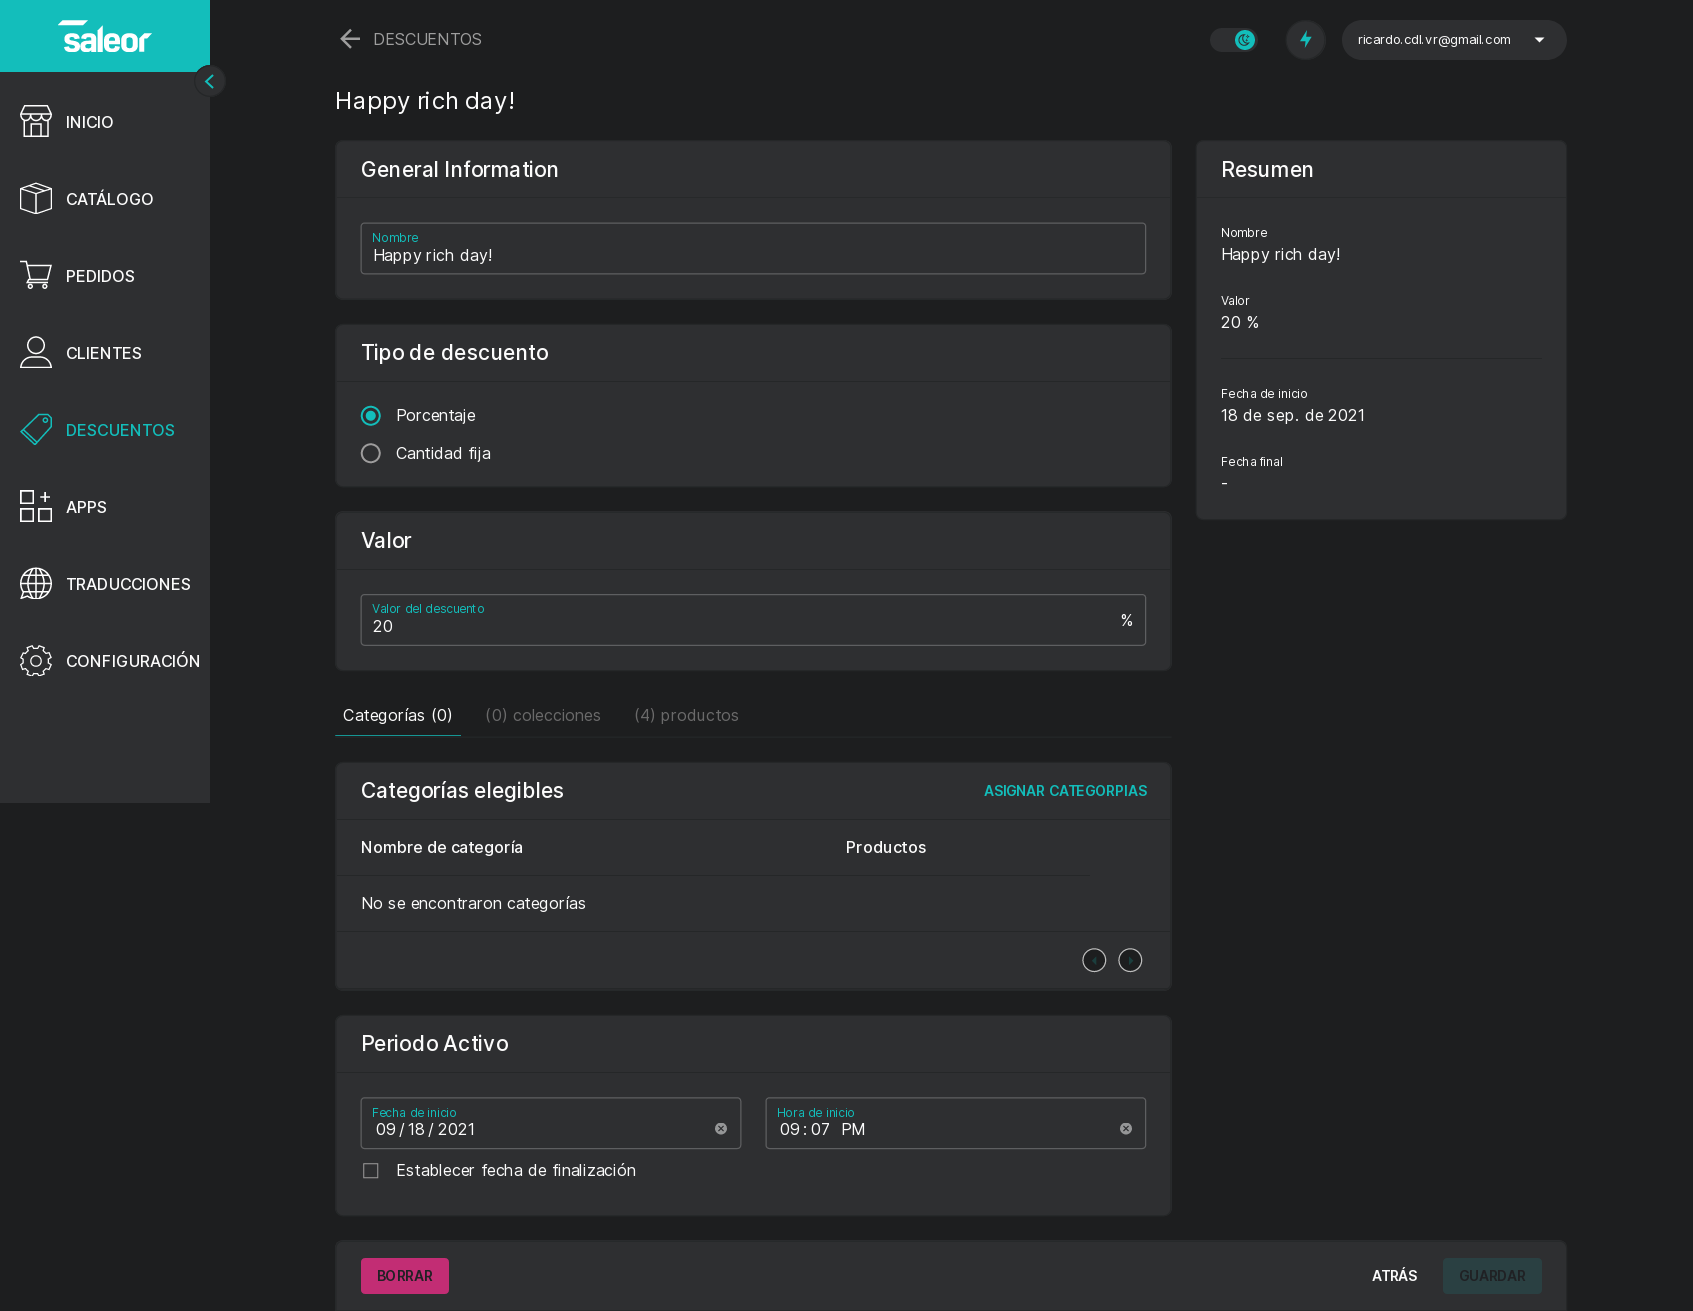 saleor
INICIO
CATÁLOGO
PEDIDOS
CLIENTES
DESCUENTOS
APPS
TRADUCCIONES
CONFIGURACIÓN
DESCUENTOS
ricardo.cdl.vr@gmail.com
Happy rich day!
General Information
Nombre
Happy rich day!
Tipo de descuento
Porcentaje
Cantidad fija
Valor
Valor del descuento
20 %
Categorías (0) (0) colecciones (4) productos
Categorías elegibles ASIGNAR CATEGORPIAS
Nombre de categoría Productos
No se encontraron categorías
Periodo Activo
Fecha de inicio
09/18/2021
Hora de inicio
09:07 PM
Establecer fecha de finalización
Resumen
Nombre
Happy rich day!
Valor
20 %
Fecha de inicio
18 de sep. de 2021
Fecha final
-
BORRAR ATRÁS GUARDAR